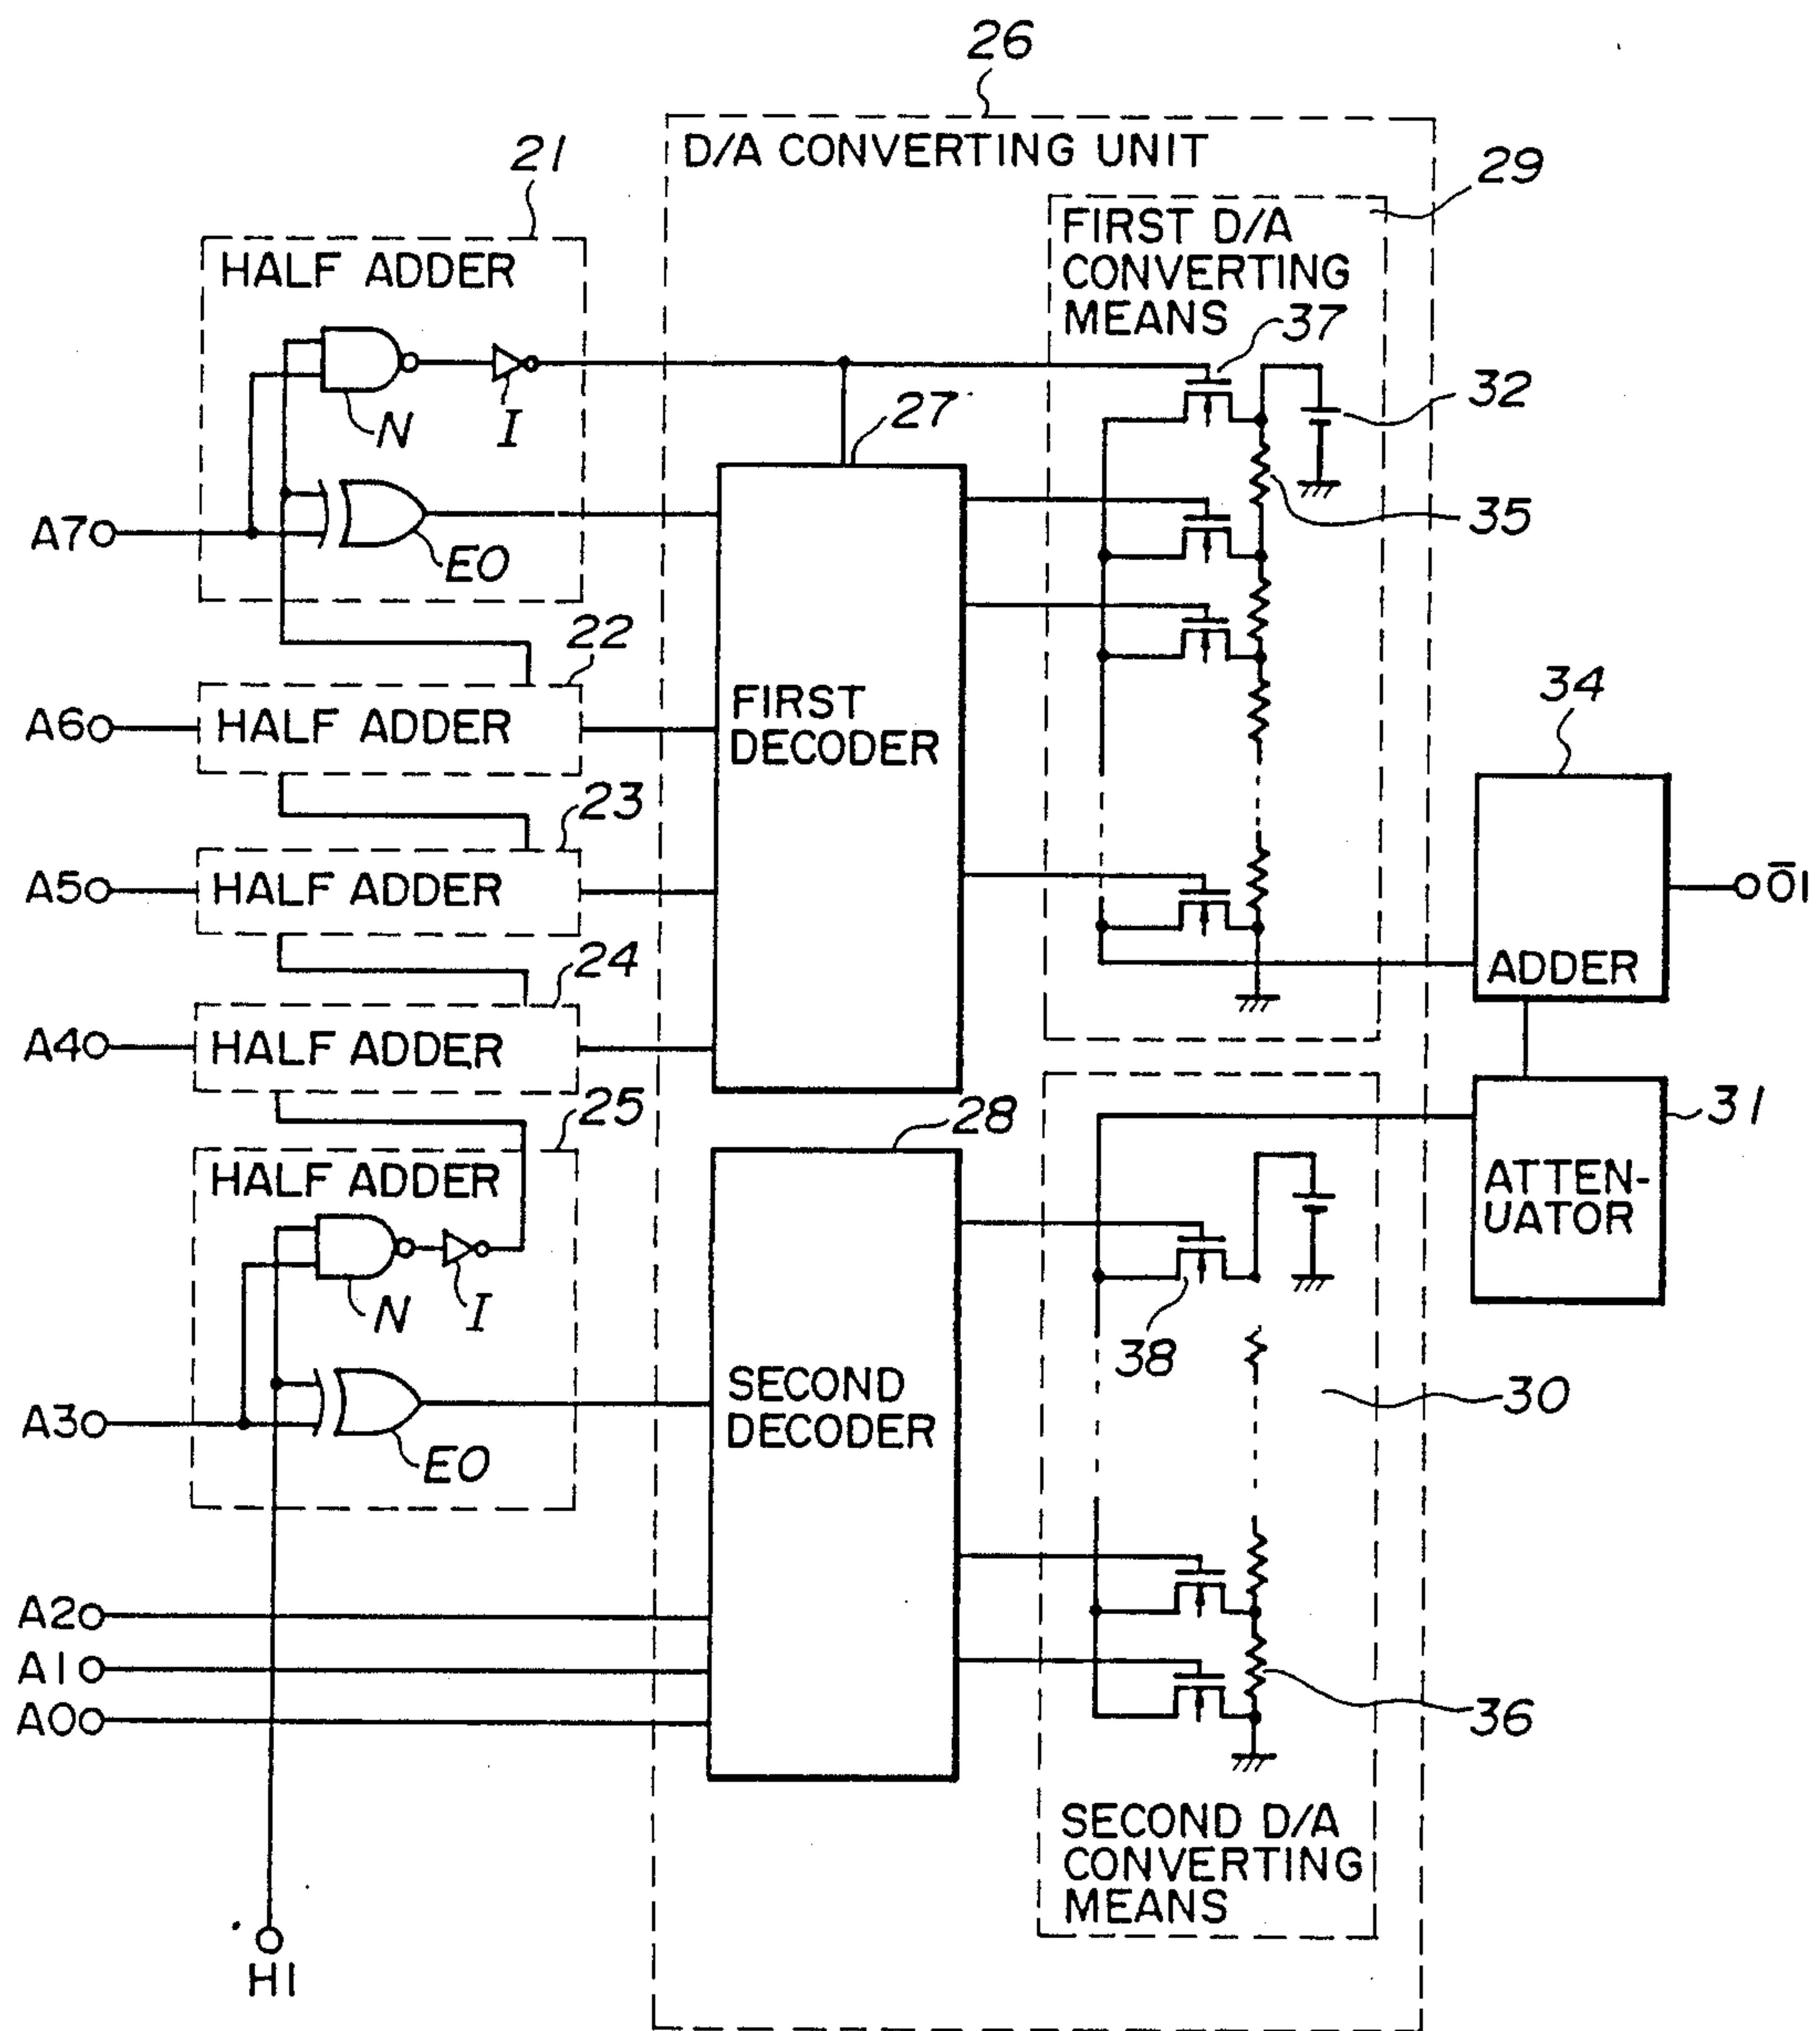 26
D/A CONVERTING UNIT
21
29
HALF ADDER
FIRST D/A
CONVERTING
MEANS
37
32
N
I
27
35
A7
EO
22
A6
HALF ADDER
FIRST
DECODER
34
23
A5
HALF ADDER
O̅1
24
ADDER
A4
HALF ADDER
25
28
31
HALF ADDER
ATTEN-
UATOR
N
I
38
SECOND
DECODER
30
A3
EO
A2
A1
A0
36
SECOND D/A
CONVERTING
MEANS
H1